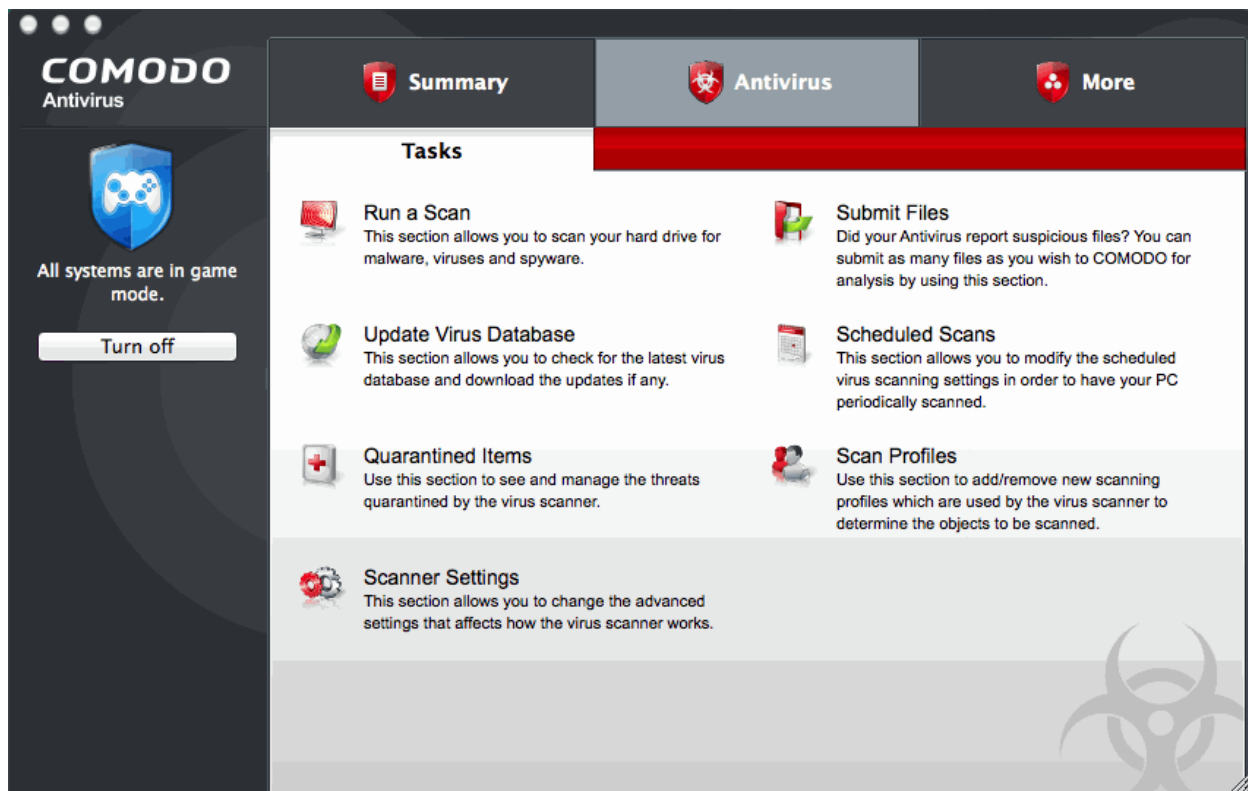 COMODO
Antivirus
Summary
Antivirus
More
Tasks
All systems are in game
mode.
Turn off
Run a Scan
This section allows you to scan your hard drive for
malware, viruses and spyware.
Update Virus Database
This section allows you to check for the latest virus
database and download the updates if any.
Quarantined Items
Use this section to see and manage the threats
quarantined by the virus scanner.
Scanner Settings
This section allows you to change the advanced
settings that affects how the virus scanner works.
Submit Files
Did your Antivirus report suspicious files? You can
submit as many files as you wish to COMODO for
analysis by using this section.
Scheduled Scans
This section allows you to modify the scheduled
virus scanning settings in order to have your PC
periodically scanned.
Scan Profiles
Use this section to add/remove new scanning
profiles which are used by the virus scanner to
determine the objects to be scanned.